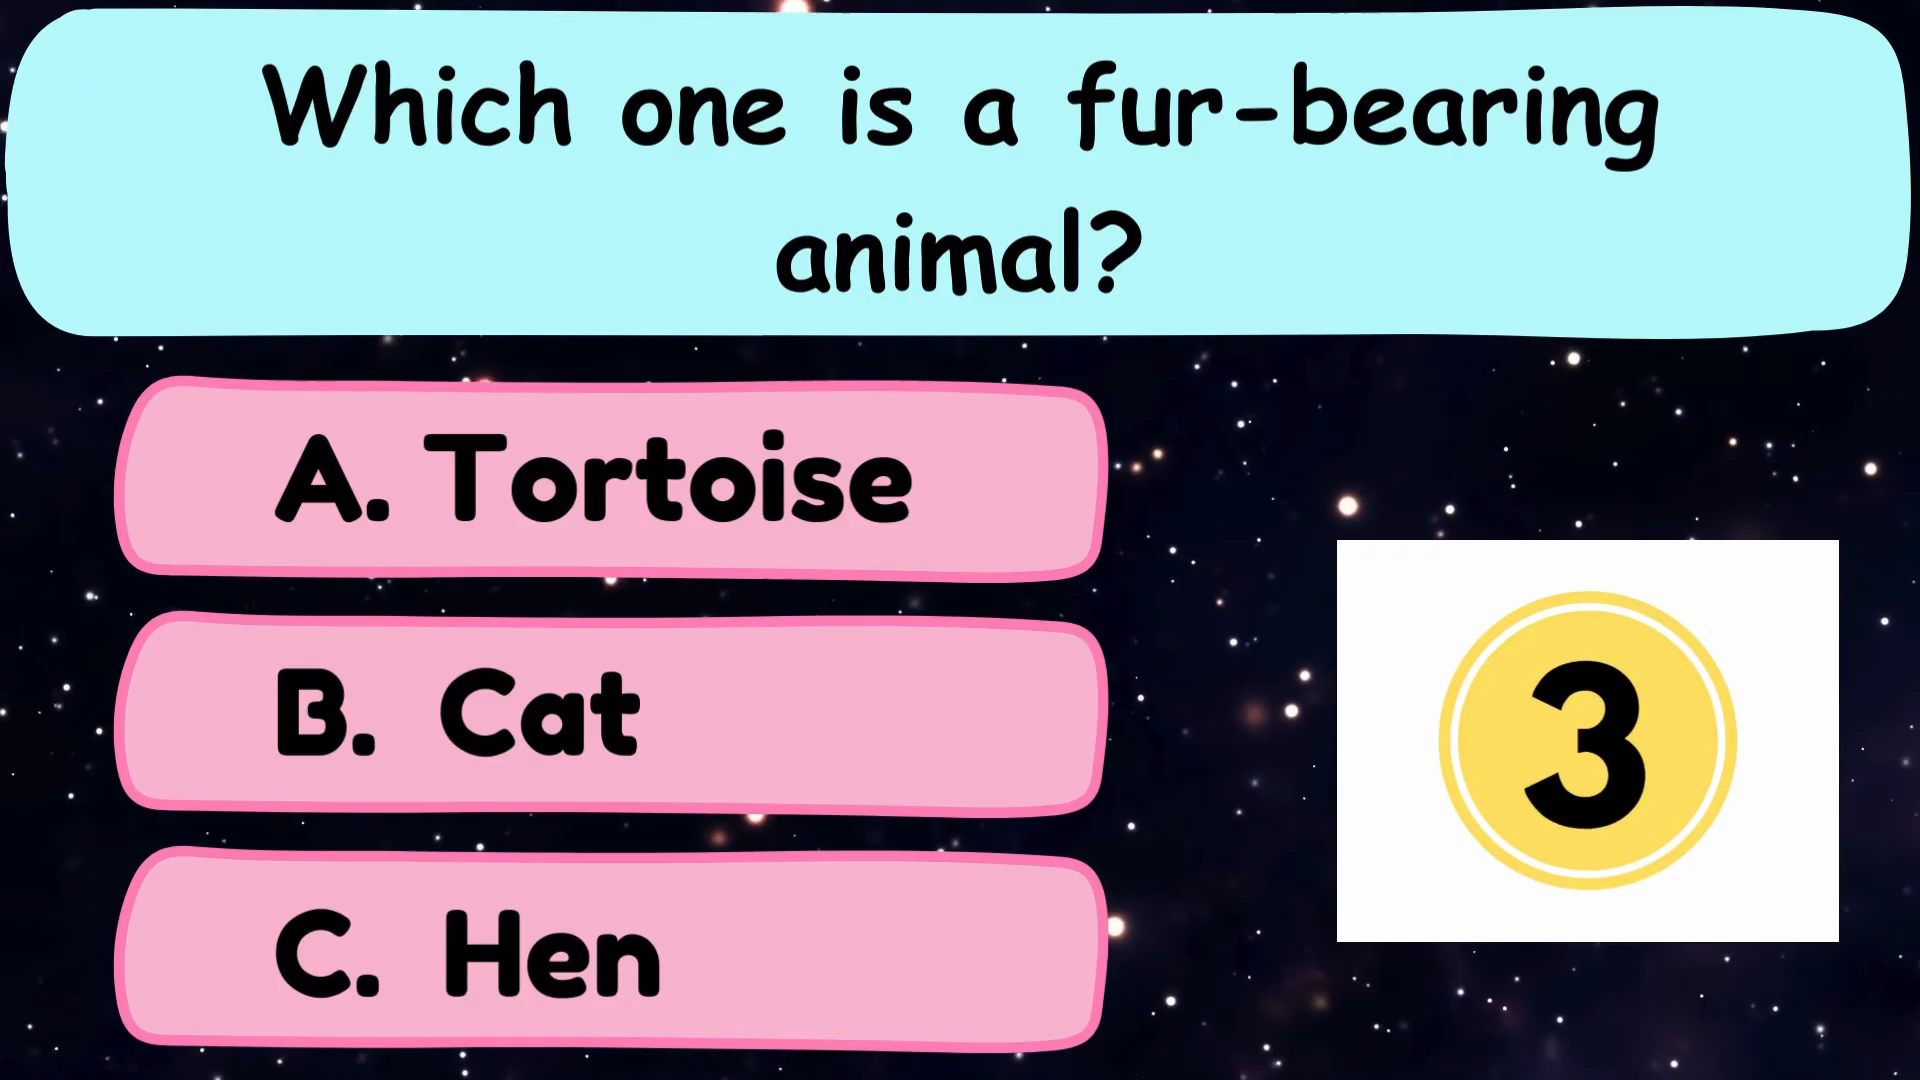 Which one is a fur-bearing
animal?
A. Tortoise
B. Cat
C. Hen
3